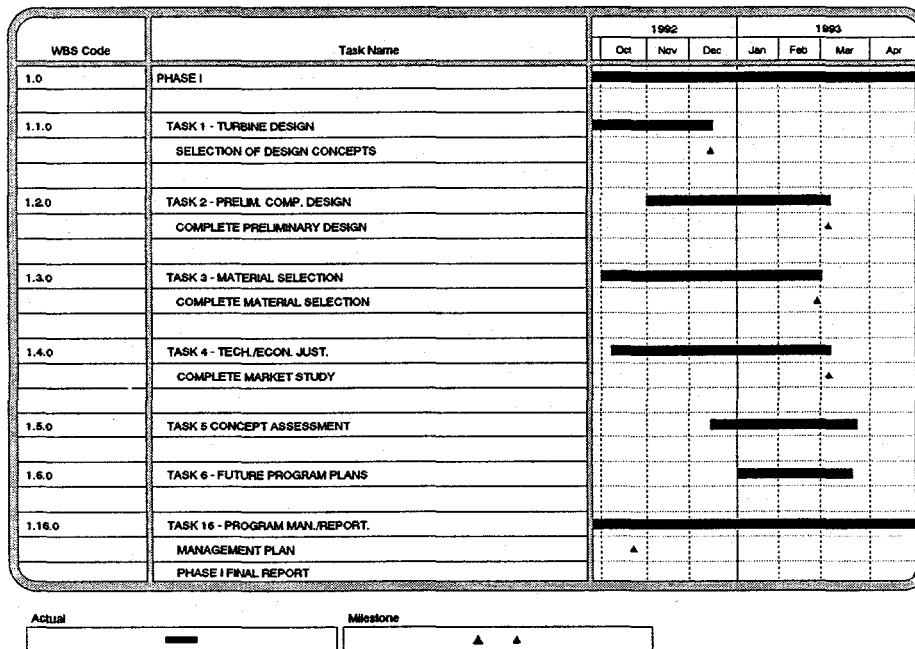 1992 1993
WBS Code Task Name Oct Nov Dec Jan Feb Mar Apr
1.0 PHASE I
1.1.0 TASK 1 - TURBINE DESIGN
SELECTION OF DESIGN CONCEPTS
1.2.0 TASK 2 - PRELIM. COMP. DESIGN
COMPLETE PRELIMINARY DESIGN
1.3.0 TASK 3 - MATERIAL SELECTION
COMPLETE MATERIAL SELECTION
1.4.0 TASK 4 - TECH./ECON. JUST.
COMPLETE MARKET STUDY
1.5.0 TASK 5 CONCEPT ASSESSMENT
1.6.0 TASK 6 - FUTURE PROGRAM PLANS
1.16.0 TASK 16 - PROGRAM MAN./REPORT.
MANAGEMENT PLAN
PHASE I FINAL REPORT
Actual Milestone